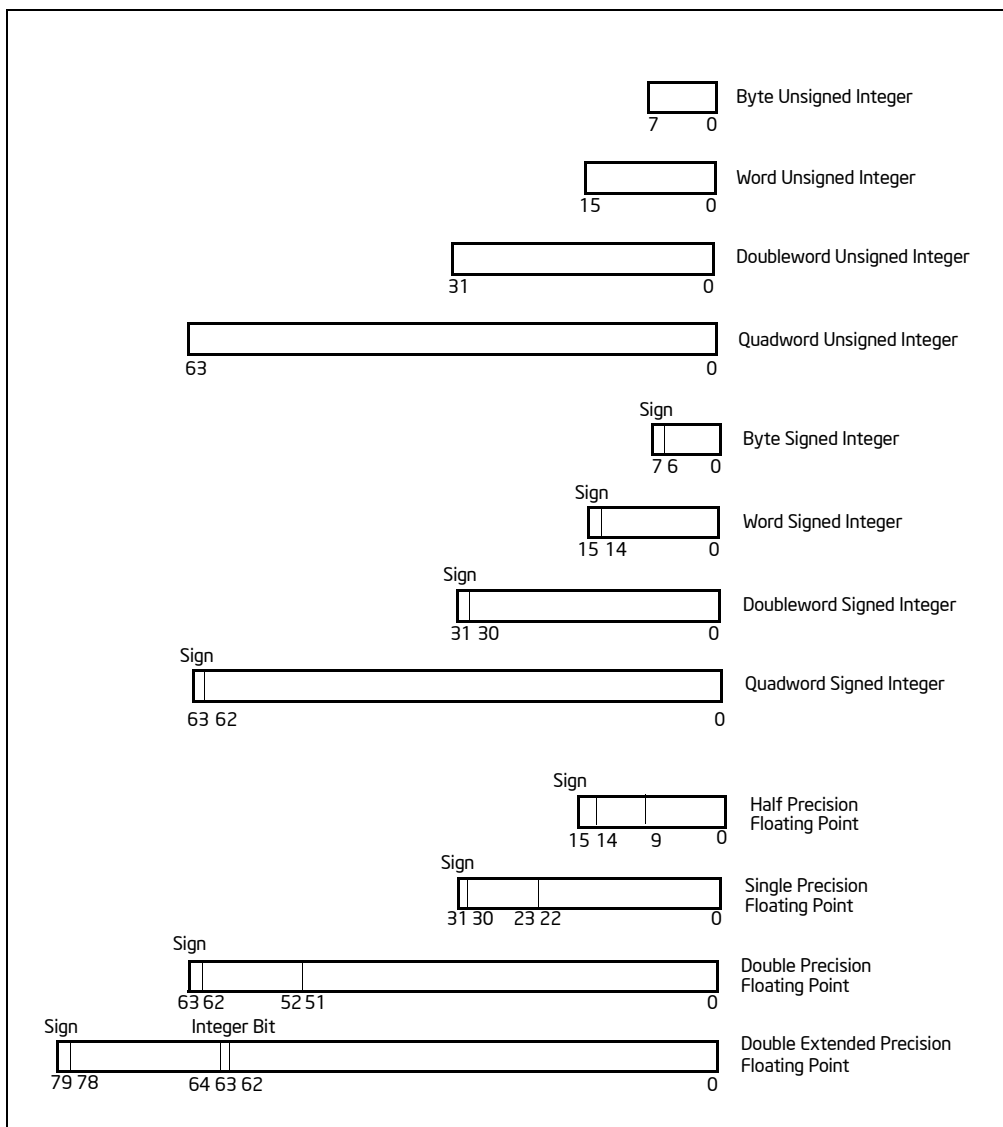 Byte Unsigned Integer
7 0
Word Unsigned Integer
15 0
Doubleword Unsigned Integer
31 0
Quadword Unsigned Integer
63 0
Sign
Byte Signed Integer
7 6 0
Sign
Word Signed Integer
15 14 0
Sign
Doubleword Signed Integer
31 30 0
Sign
Quadword Signed Integer
63 62 0
Sign
Half Precision
Floating Point
15 14 9 0
Sign
Single Precision
Floating Point
31 30 23 22 0
Sign
Double Precision
Floating Point
63 62 52 51 0
Sign Integer Bit
Double Extended Precision
Floating Point
79 78 64 63 62 0